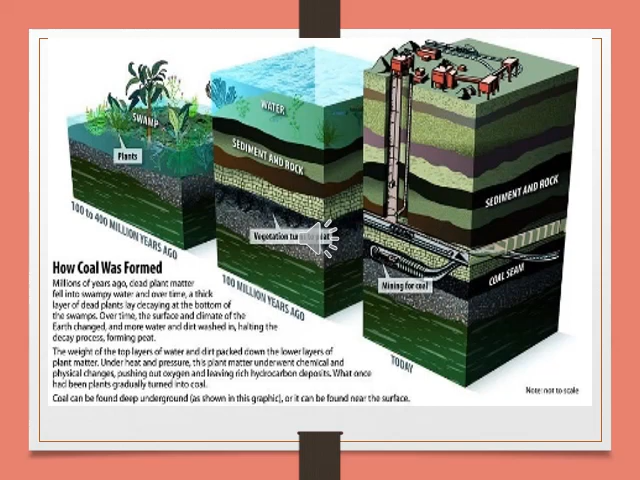 SWAMP
Plants
100 to 400 MILLION YEARS AGO
WATER
SEDIMENT AND ROCK
Vegetation
100 MILLION YEARS AGO
SEDIMENT AND ROCK
COAL SEAM
Mining for coal
TODAY
Note: not to scale
How Coal Was Formed
Millions of years ago, dead plant matter
fell into swampy water and over time, a thick
layer of dead plants lay decaying at the bottom of
the swamps. Over time, the surface and climate of the
Earth changed, and more water and dirt washed in, halting the
decay process, forming peat.
The weight of the top layers of water and dirt packed down the lower layers of
plant matter. Under heat and pressure, this plant matter underwent chemical and
physical changes, pushing out oxygen and leaving rich hydrocarbon deposits. What once
had been plants gradually turned into coal.
Coal can be found deep underground (as shown in this graphic), or it can be found near the surface.